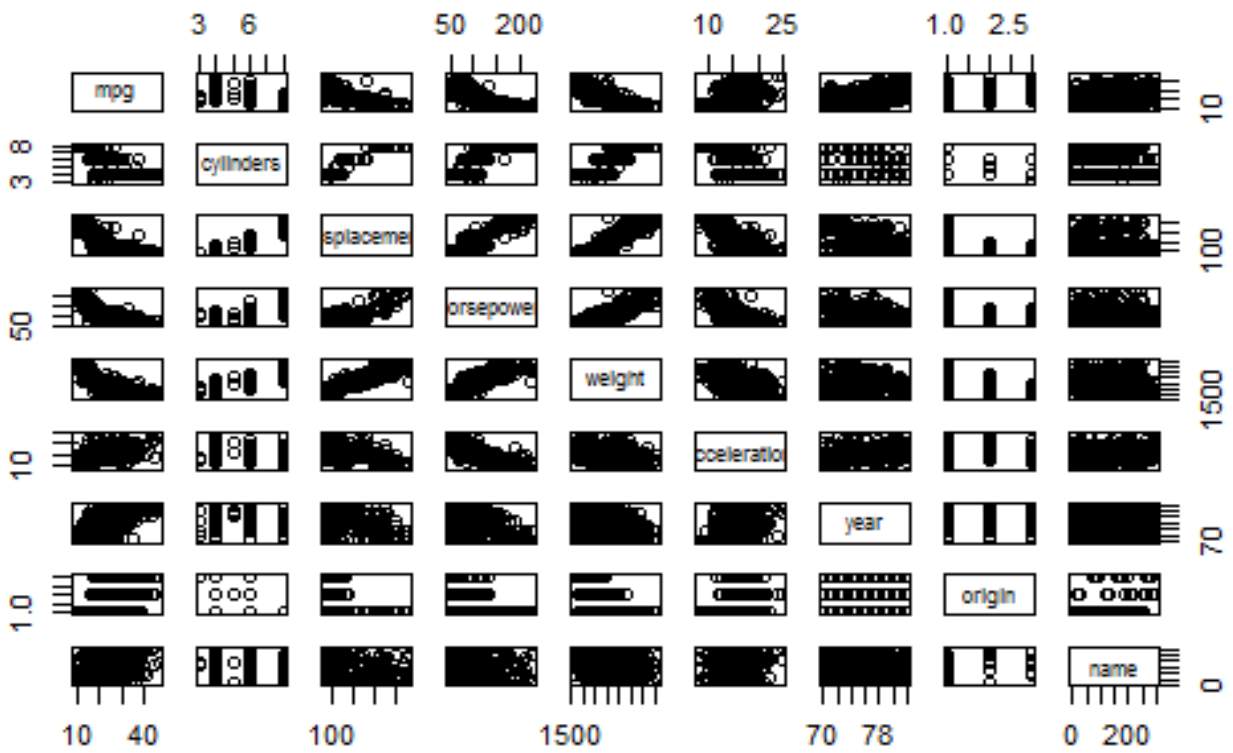 3 6 50 200 10 25 1.0 2.5
mpg 10
3 8 cylinders
splacemen 100
50 orsepowe
weight 1500
10 cceleratio
year 70
1.0 origin
name 0
10 40 100 1500 70 78 0 200